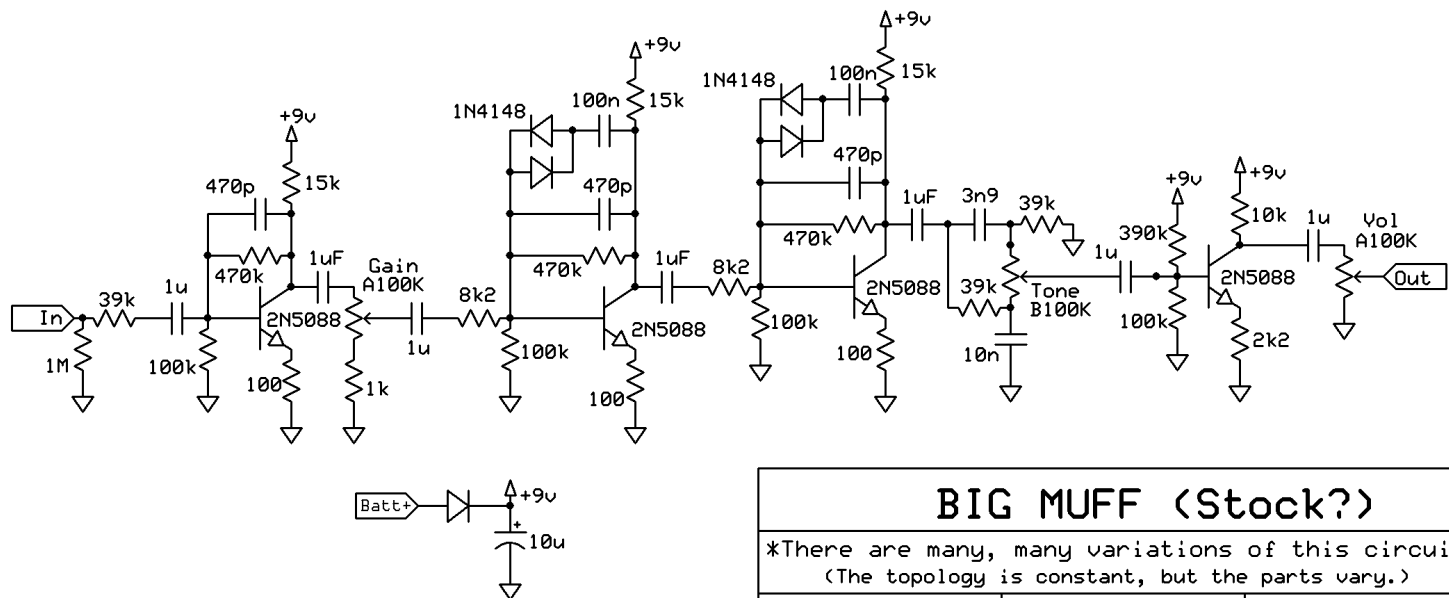 +9v
15k
470p
470k
1uF
Gain
A100K
In
39k
1u
1M
100k
2N5088
100
1k
1u
8k2
+9v
15k
1N4148
100n
470p
470k
1uF
8k2
100k
2N5088
100
+9v
15k
1N4148
100n
470p
470k
1uF
3n9
39k
100k
2N5088
100
39k
Tone
B100K
10n
1u
+9v
390k
100k
+9v
10k
2N5088
2k2
1u
Vol
A100K
Out
Batt+
+9v
+
10u
BIG MUFF (Stock?)
*There are many, many variations of this circui
(The topology is constant, but the parts vary.)